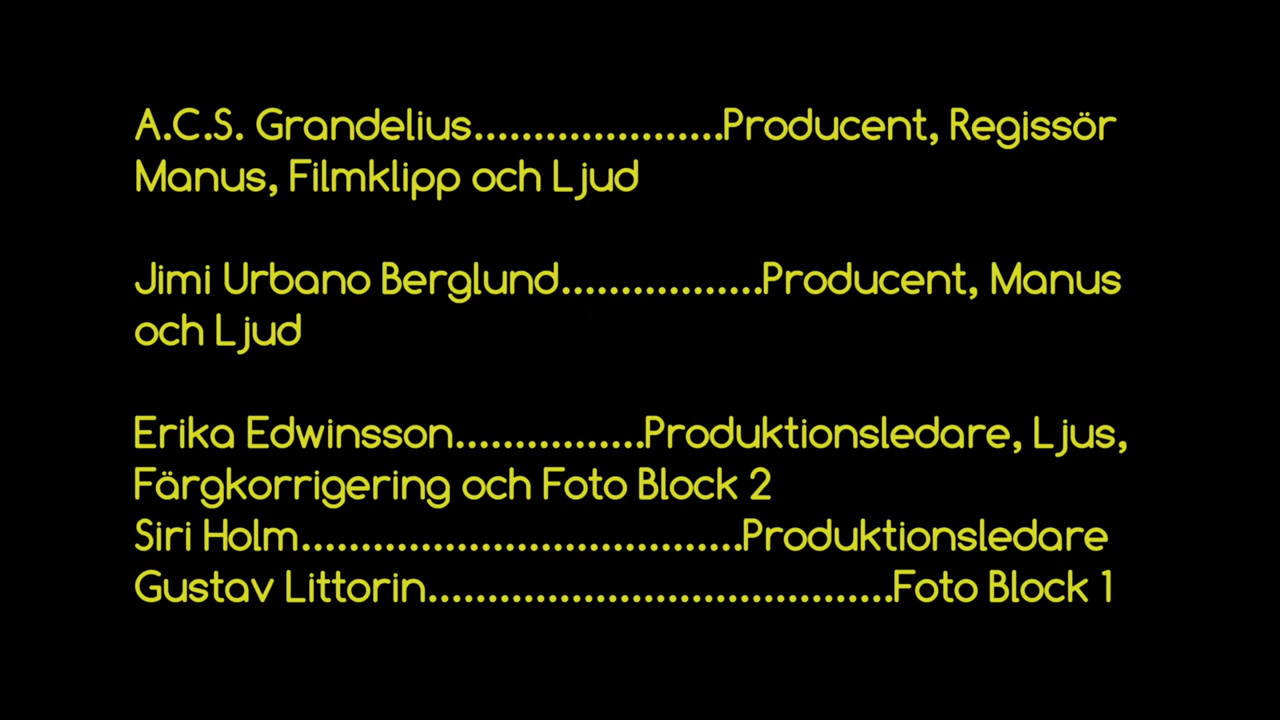 A.C.S. Grandelius.....................Producent, Regissör
Manus, Filmklipp och Ljud
Jimi Urbano Berglund.................Producent, Manus
och Ljud
Erika Edwinsson................Produktionsledare, Ljus,
Färgkorrigering och Foto Block 2
Siri Holm.....................................Produktionsledare
Gustav Littorin.......................................Foto Block 1